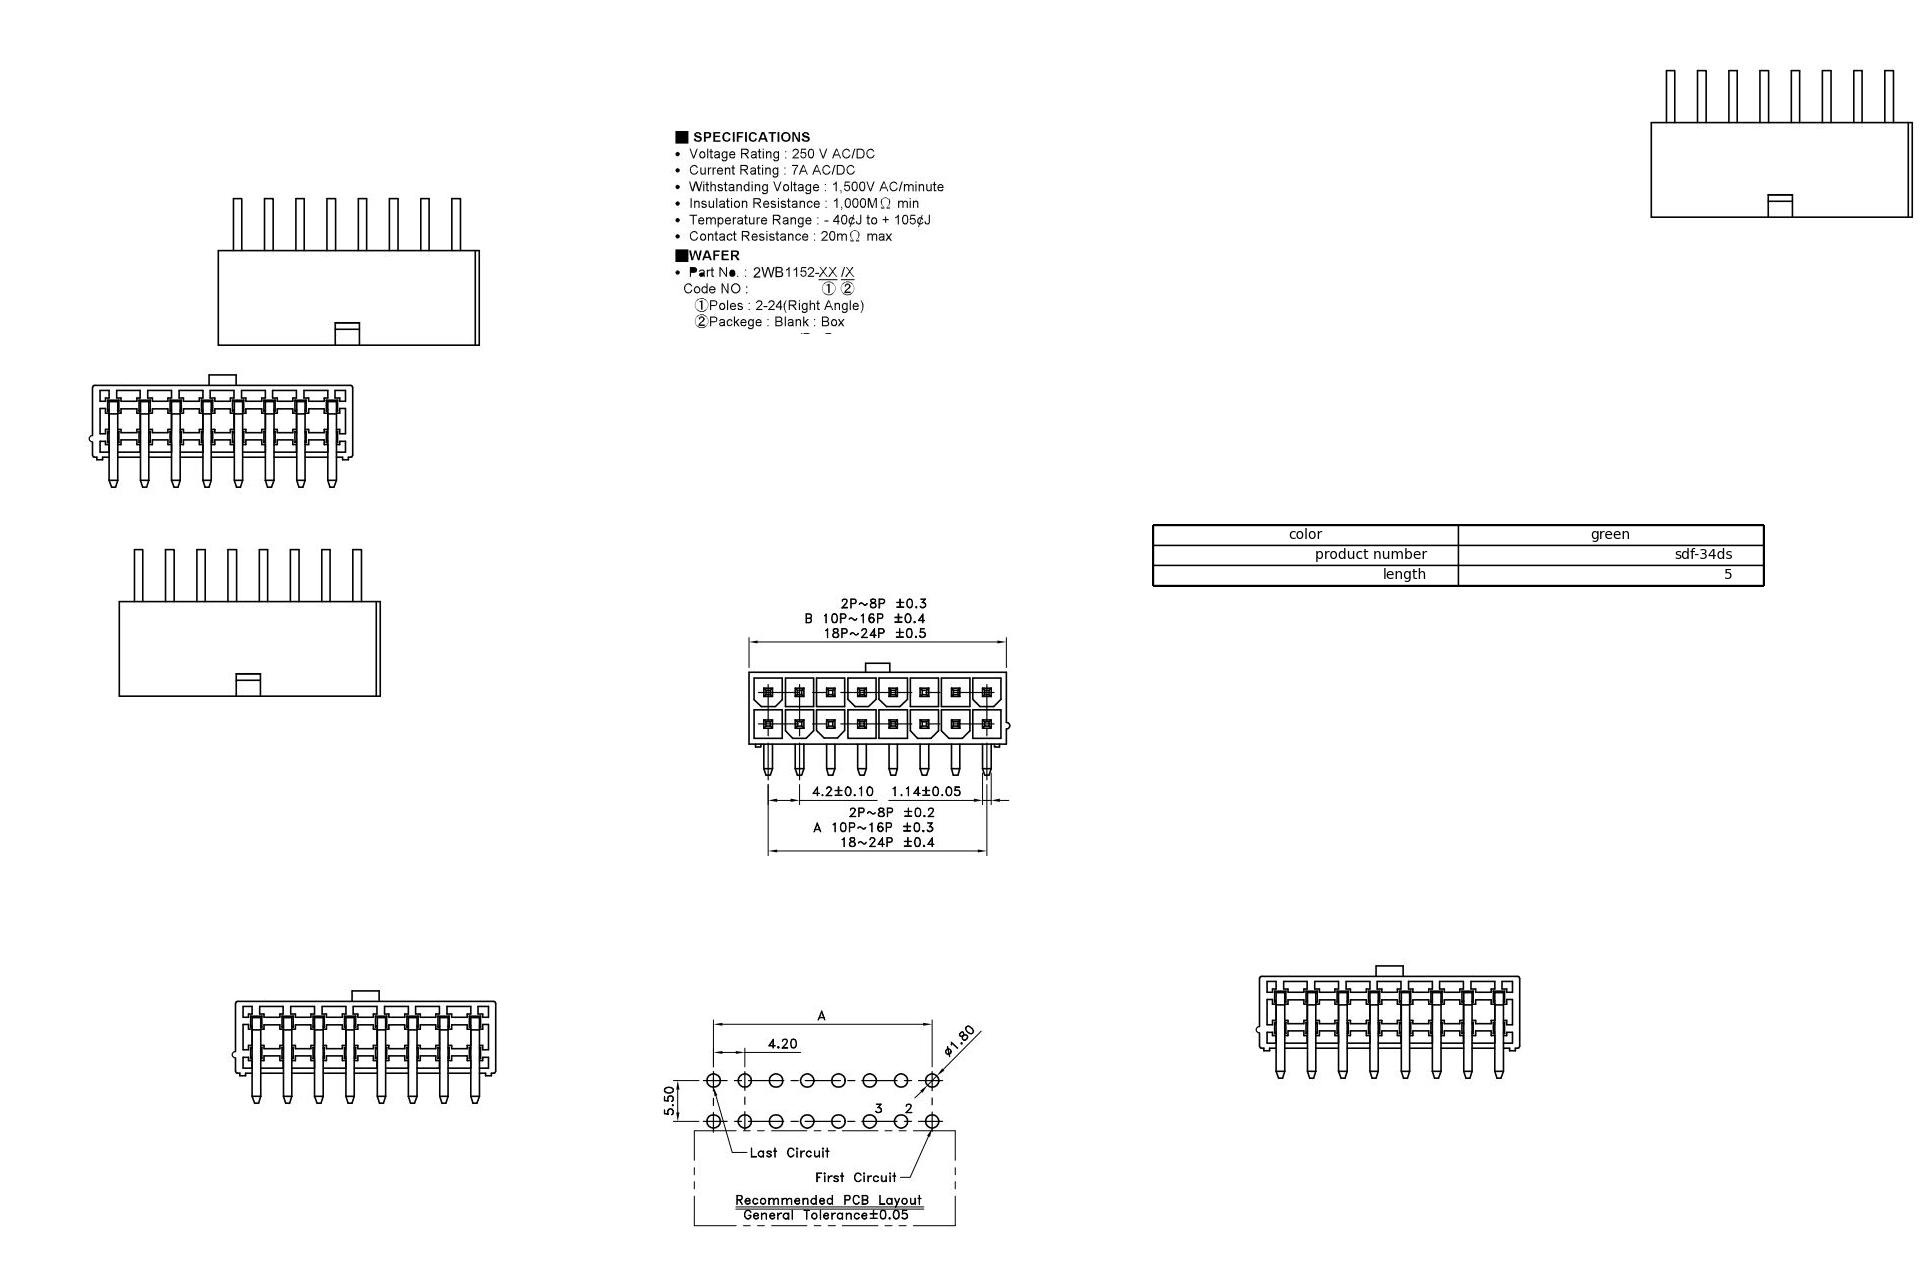 ■ SPECIFICATIONS
• Voltage Rating : 250 V AC/DC
• Current Rating : 7A AC/DC
• Withstanding Voltage : 1,500V AC/minute
• Insulation Resistance : 1,000MΩ min
• Temperature Range : - 40¢J to + 105¢J
• Contact Resistance : 20mΩ max
■WAFER
• Part No. : 2WB1152-XX /X
Code NO : ① ②
①Poles : 2-24(Right Angle)
②Packege : Blank : Box
color green
product number sdf-34ds
length 5
2P~8P ±0.3
B 10P~16P ±0.4
18P~24P ±0.5
4.2±0.10 1.14±0.05
2P~8P ±0.2
A 10P~16P ±0.3
18~24P ±0.4
A
4.20
ø1.80
5.50
3 2
Last Circuit
First Circuit
Recommended PCB Layout
General Tolerance±0.05